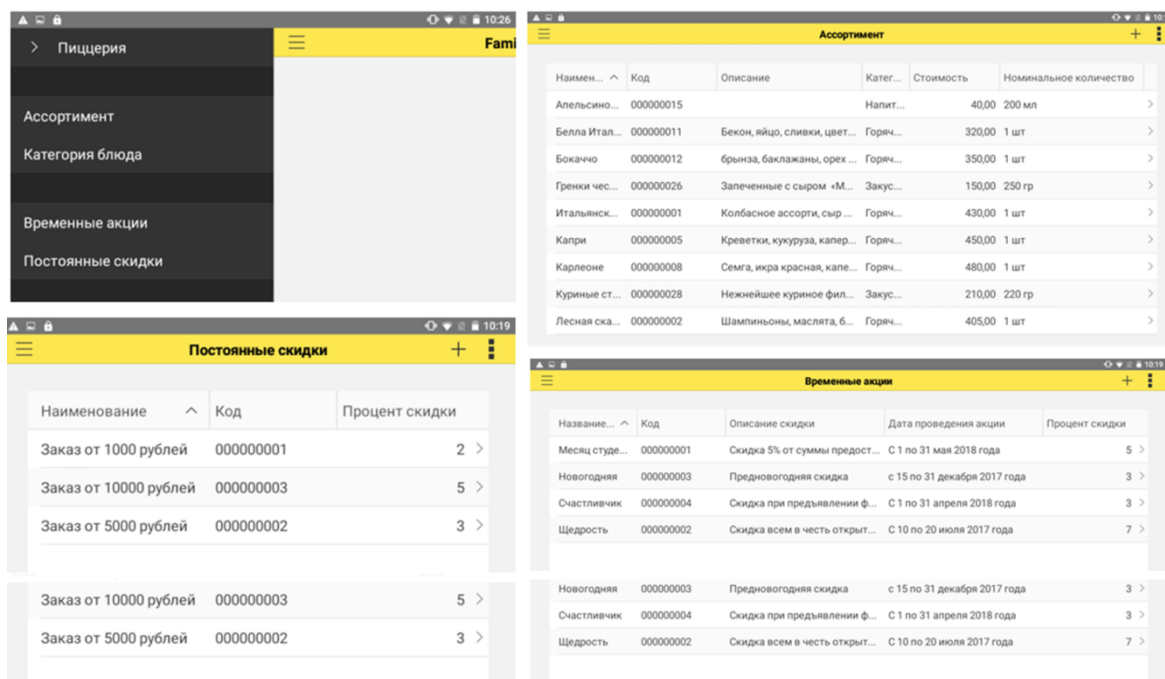 10:26
Пиццерия
Fami
Ассортимент
Категория блюда
Временные акции
Постоянные скидки
10:19
Постоянные скидки
Наименование Код Процент скидки
Заказ от 1000 рублей 000000001 2
Заказ от 10000 рублей 000000003 5
Заказ от 5000 рублей 000000002 3
Заказ от 10000 рублей 000000003 5
Заказ от 5000 рублей 000000002 3
10:
Ассортимент
Наимен... Код Описание Катег... Стоимость Номинальное количество
Апельсино... 000000015 Напит... 40,00 200 мл
Белла Итал... 000000011 Бекон, яйцо, сливки, цвет... Горяч... 320,00 1 шт
Бокаччо 000000012 брынза, баклажаны, орех ... Горяч... 350,00 1 шт
Гренки чес... 000000026 Запеченные с сыром «М... Закус... 150,00 250 гр
Итальянск... 000000001 Колбасное ассорти, сыр ... Горяч... 430,00 1 шт
Капри 000000005 Креветки, кукуруза, капер... Горяч... 450,00 1 шт
Карлеоне 000000008 Семга, икра красная, капе... Горяч... 480,00 1 шт
Куриные ст... 000000028 Нежнейшее куриное фил... Закус... 210,00 220 гр
Лесная ска... 000000002 Шампиньоны, маслята, б... Горяч... 405,00 1 шт
10:19
Временные акции
Название... Код Описание скидки Дата проведения акции Процент скидки
Месяц студе... 000000001 Скидка 5% от суммы предост... С 1 по 31 мая 2018 года 5
Новогодняя 000000003 Предновогодняя скидка с 15 по 31 декабря 2017 года 3
Счастливчик 000000004 Скидка при предъявлении ф... С 1 по 31 апреля 2018 года 3
Щедрость 000000002 Скидка всем в честь открыт... С 10 по 20 июля 2017 года 7
Новогодняя 000000003 Предновогодняя скидка с 15 по 31 декабря 2017 года 3
Счастливчик 000000004 Скидка при предъявлении ф... С 1 по 31 апреля 2018 года 3
Щедрость 000000002 Скидка всем в честь открыт... С 10 по 20 июля 2017 года 7